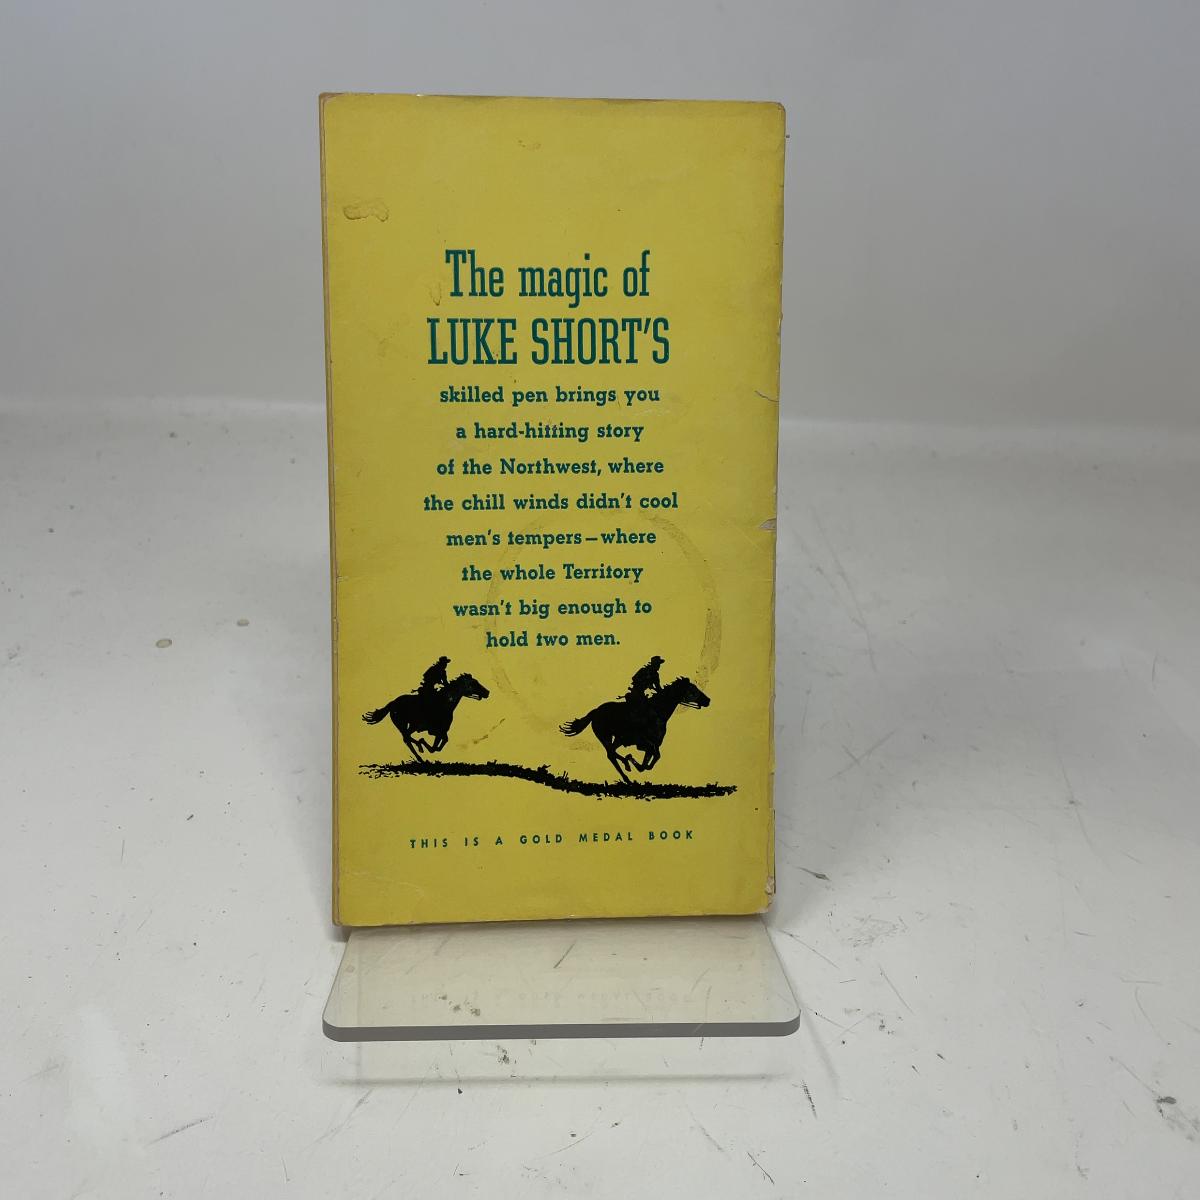 The magic of
LUKE SHORT'S
skilled pen brings you
a hard-hitting story
of the Northwest, where
the chill winds didn't cool
men's tempers—where
the whole Territory
wasn't big enough to
hold two men.
THIS IS A GOLD MEDAL BOOK